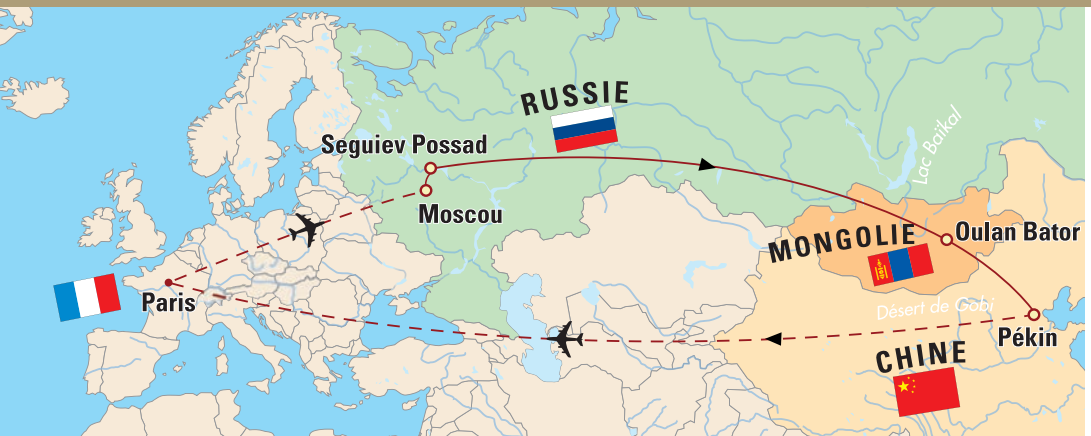 RUSSIE
Seguiev Possad
Moscou
Lac Baïkal
MONGOLIE
Oulan Bator
Paris
Désert de Gobi
Pékin
CHINE